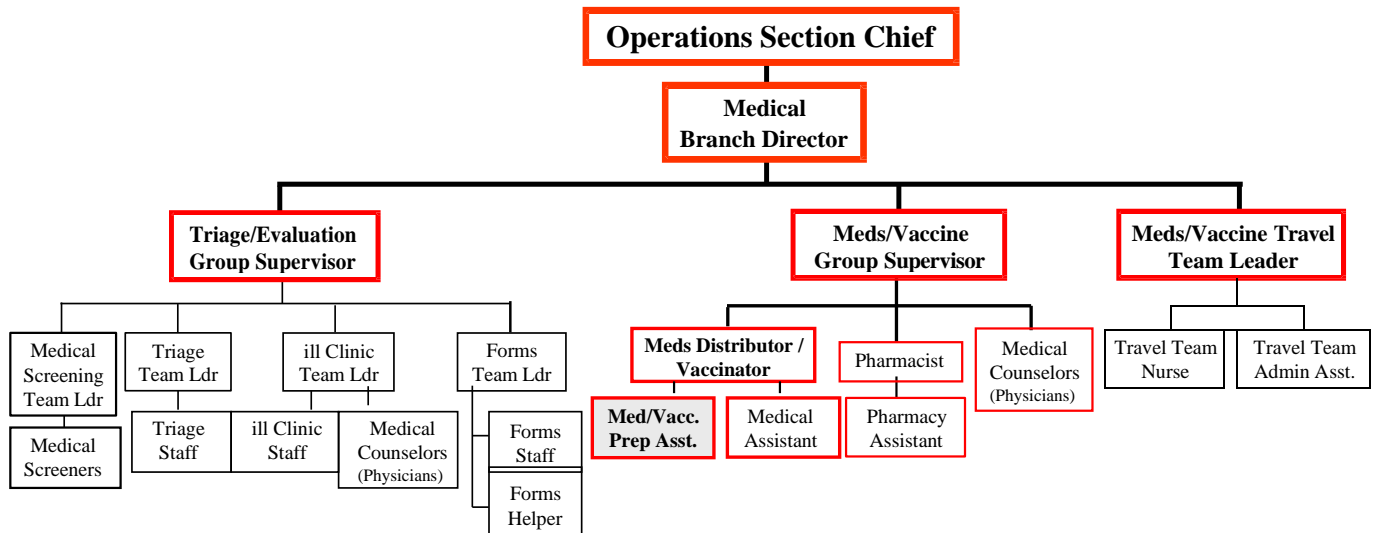 Operations Section Chief
Medical
Branch Director
Triage/Evaluation
Group Supervisor
Meds/Vaccine
Group Supervisor
Meds/Vaccine Travel
Team Leader
Medical
Screening
Team Ldr
Triage
Team Ldr
ill Clinic
Team Ldr
Forms
Team Ldr
Meds Distributor /
Vaccinator
Pharmacist
Medical
Counselors
(Physicians)
Travel Team
Nurse
Travel Team
Admin Asst.
Medical
Screeners
Triage
Staff
ill Clinic
Staff
Medical
Counselors
(Physicians)
Forms
Staff
Forms
Helper
Med/Vacc.
Prep Asst.
Medical
Assistant
Pharmacy
Assistant